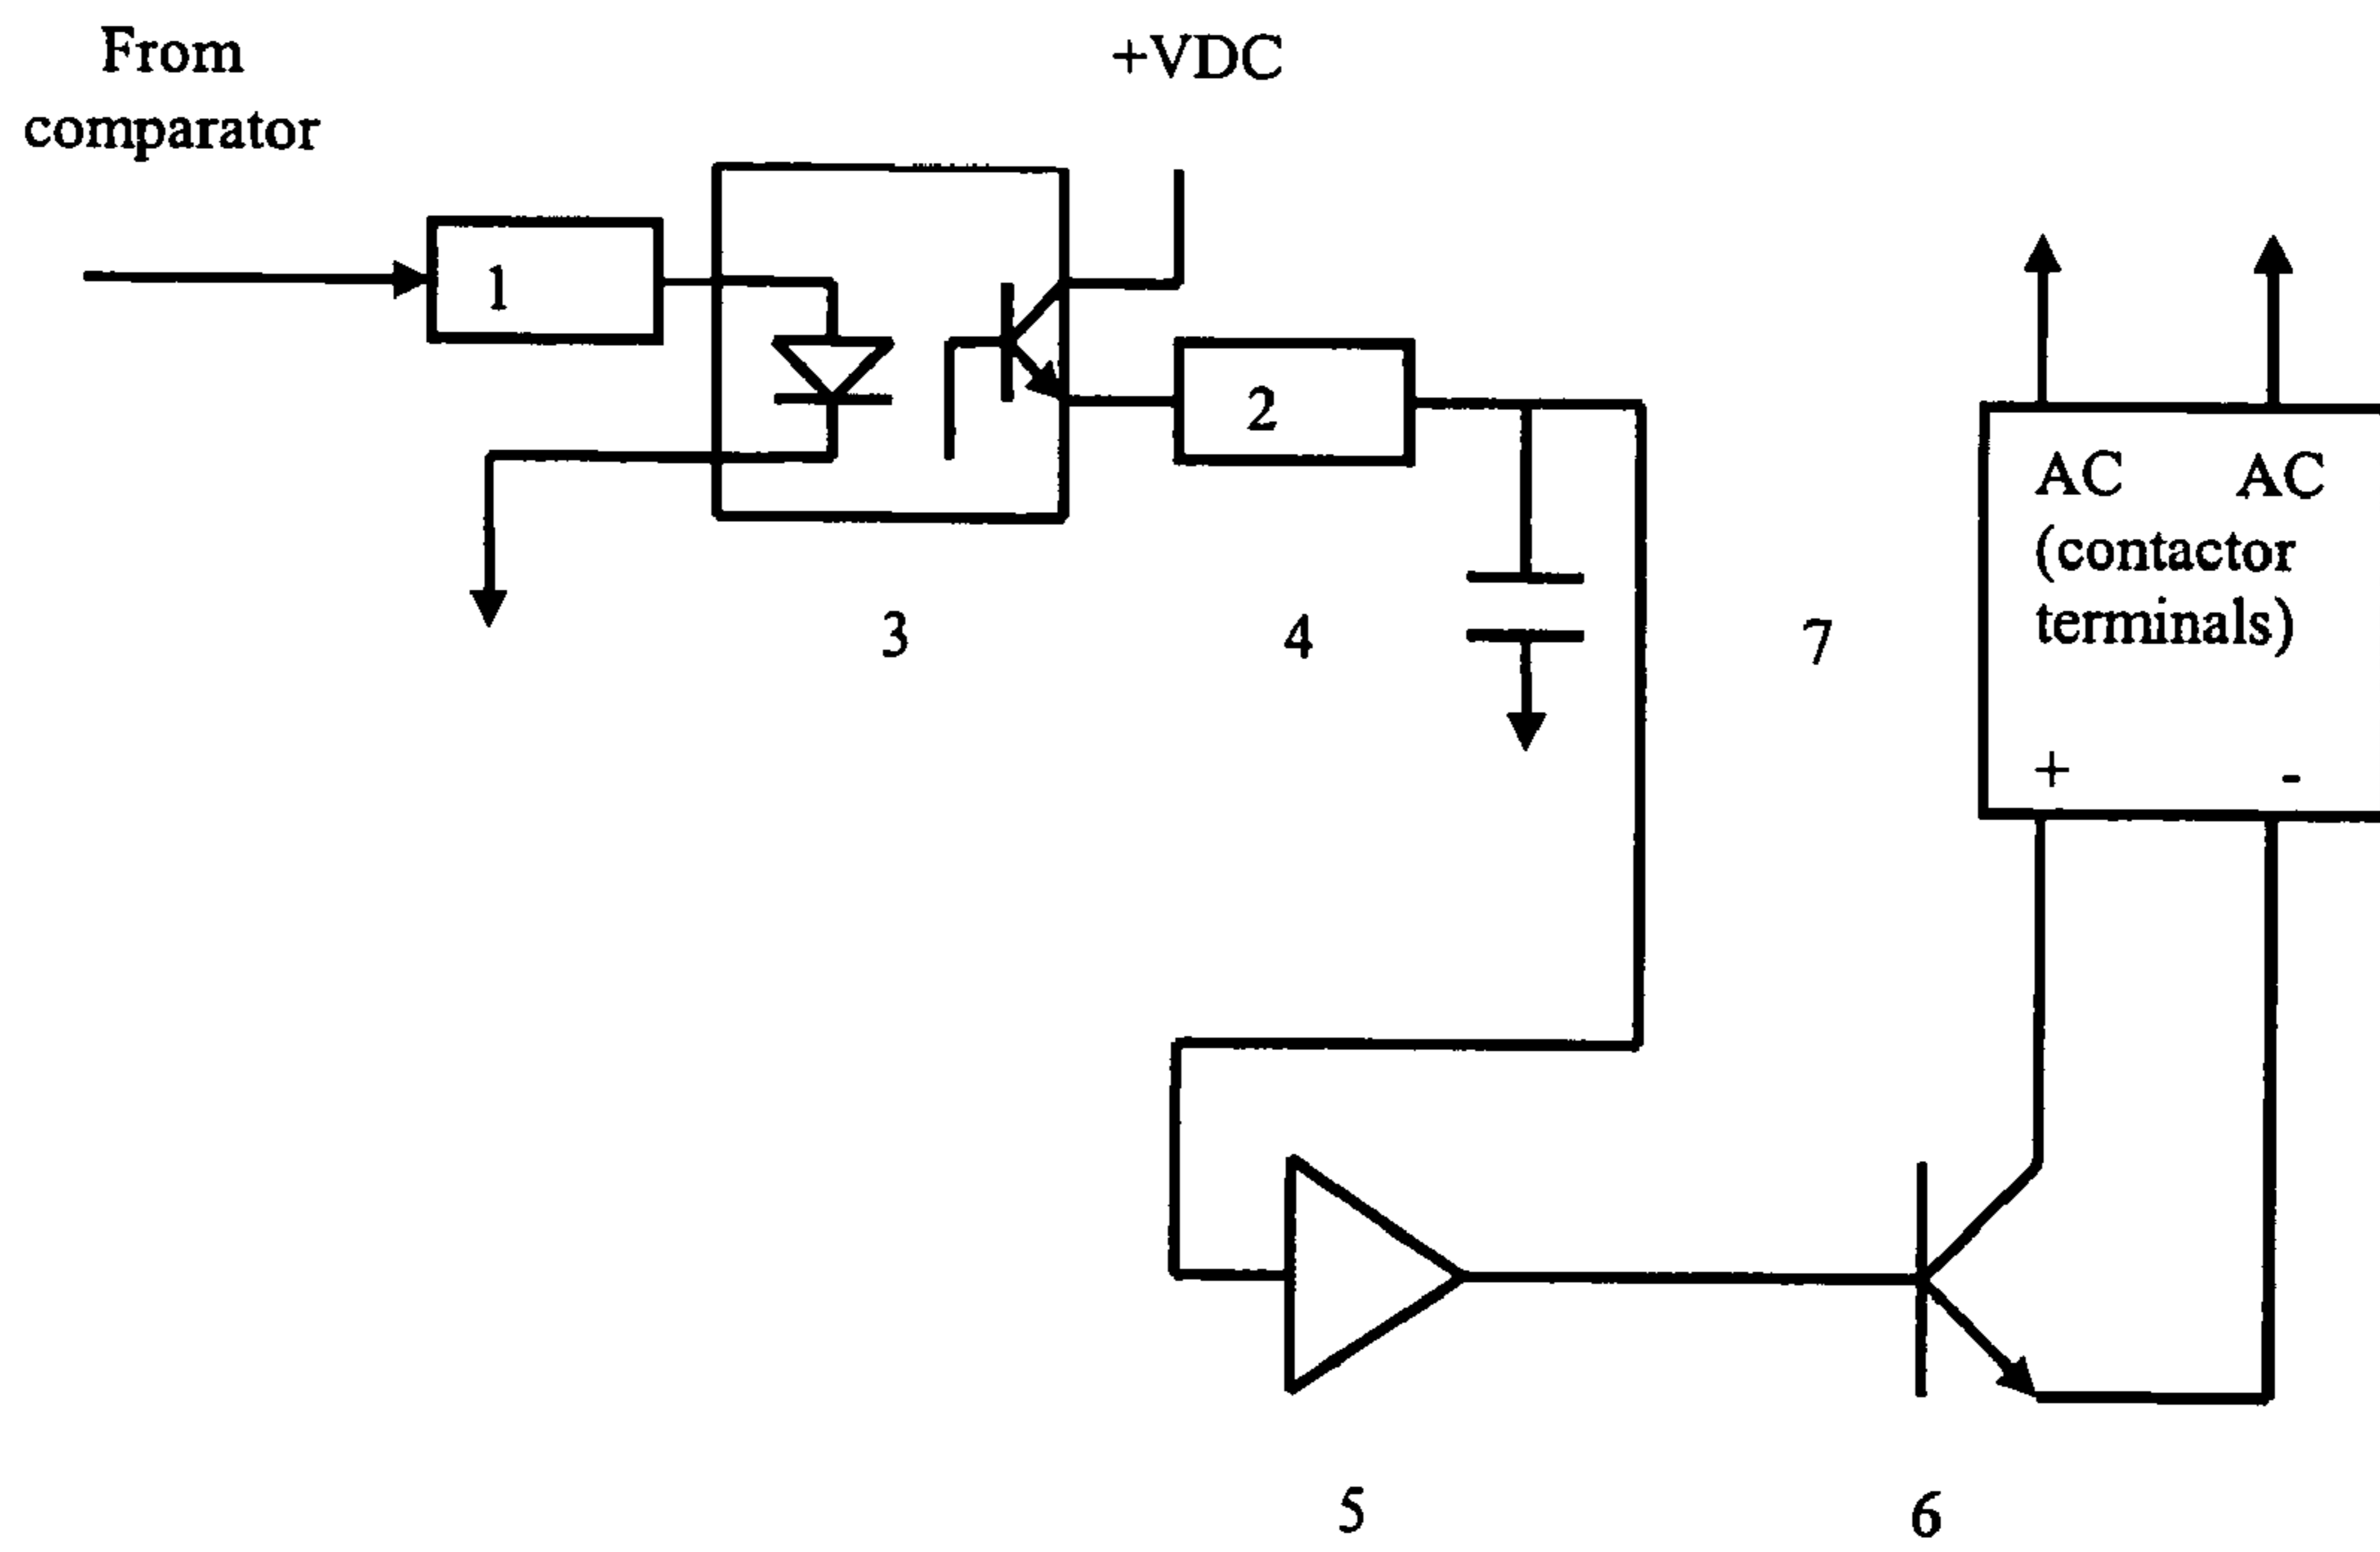 From
comparator
+VDC
1
2
3
4
7
AC AC
(contactor
terminals)
+ -
5
6